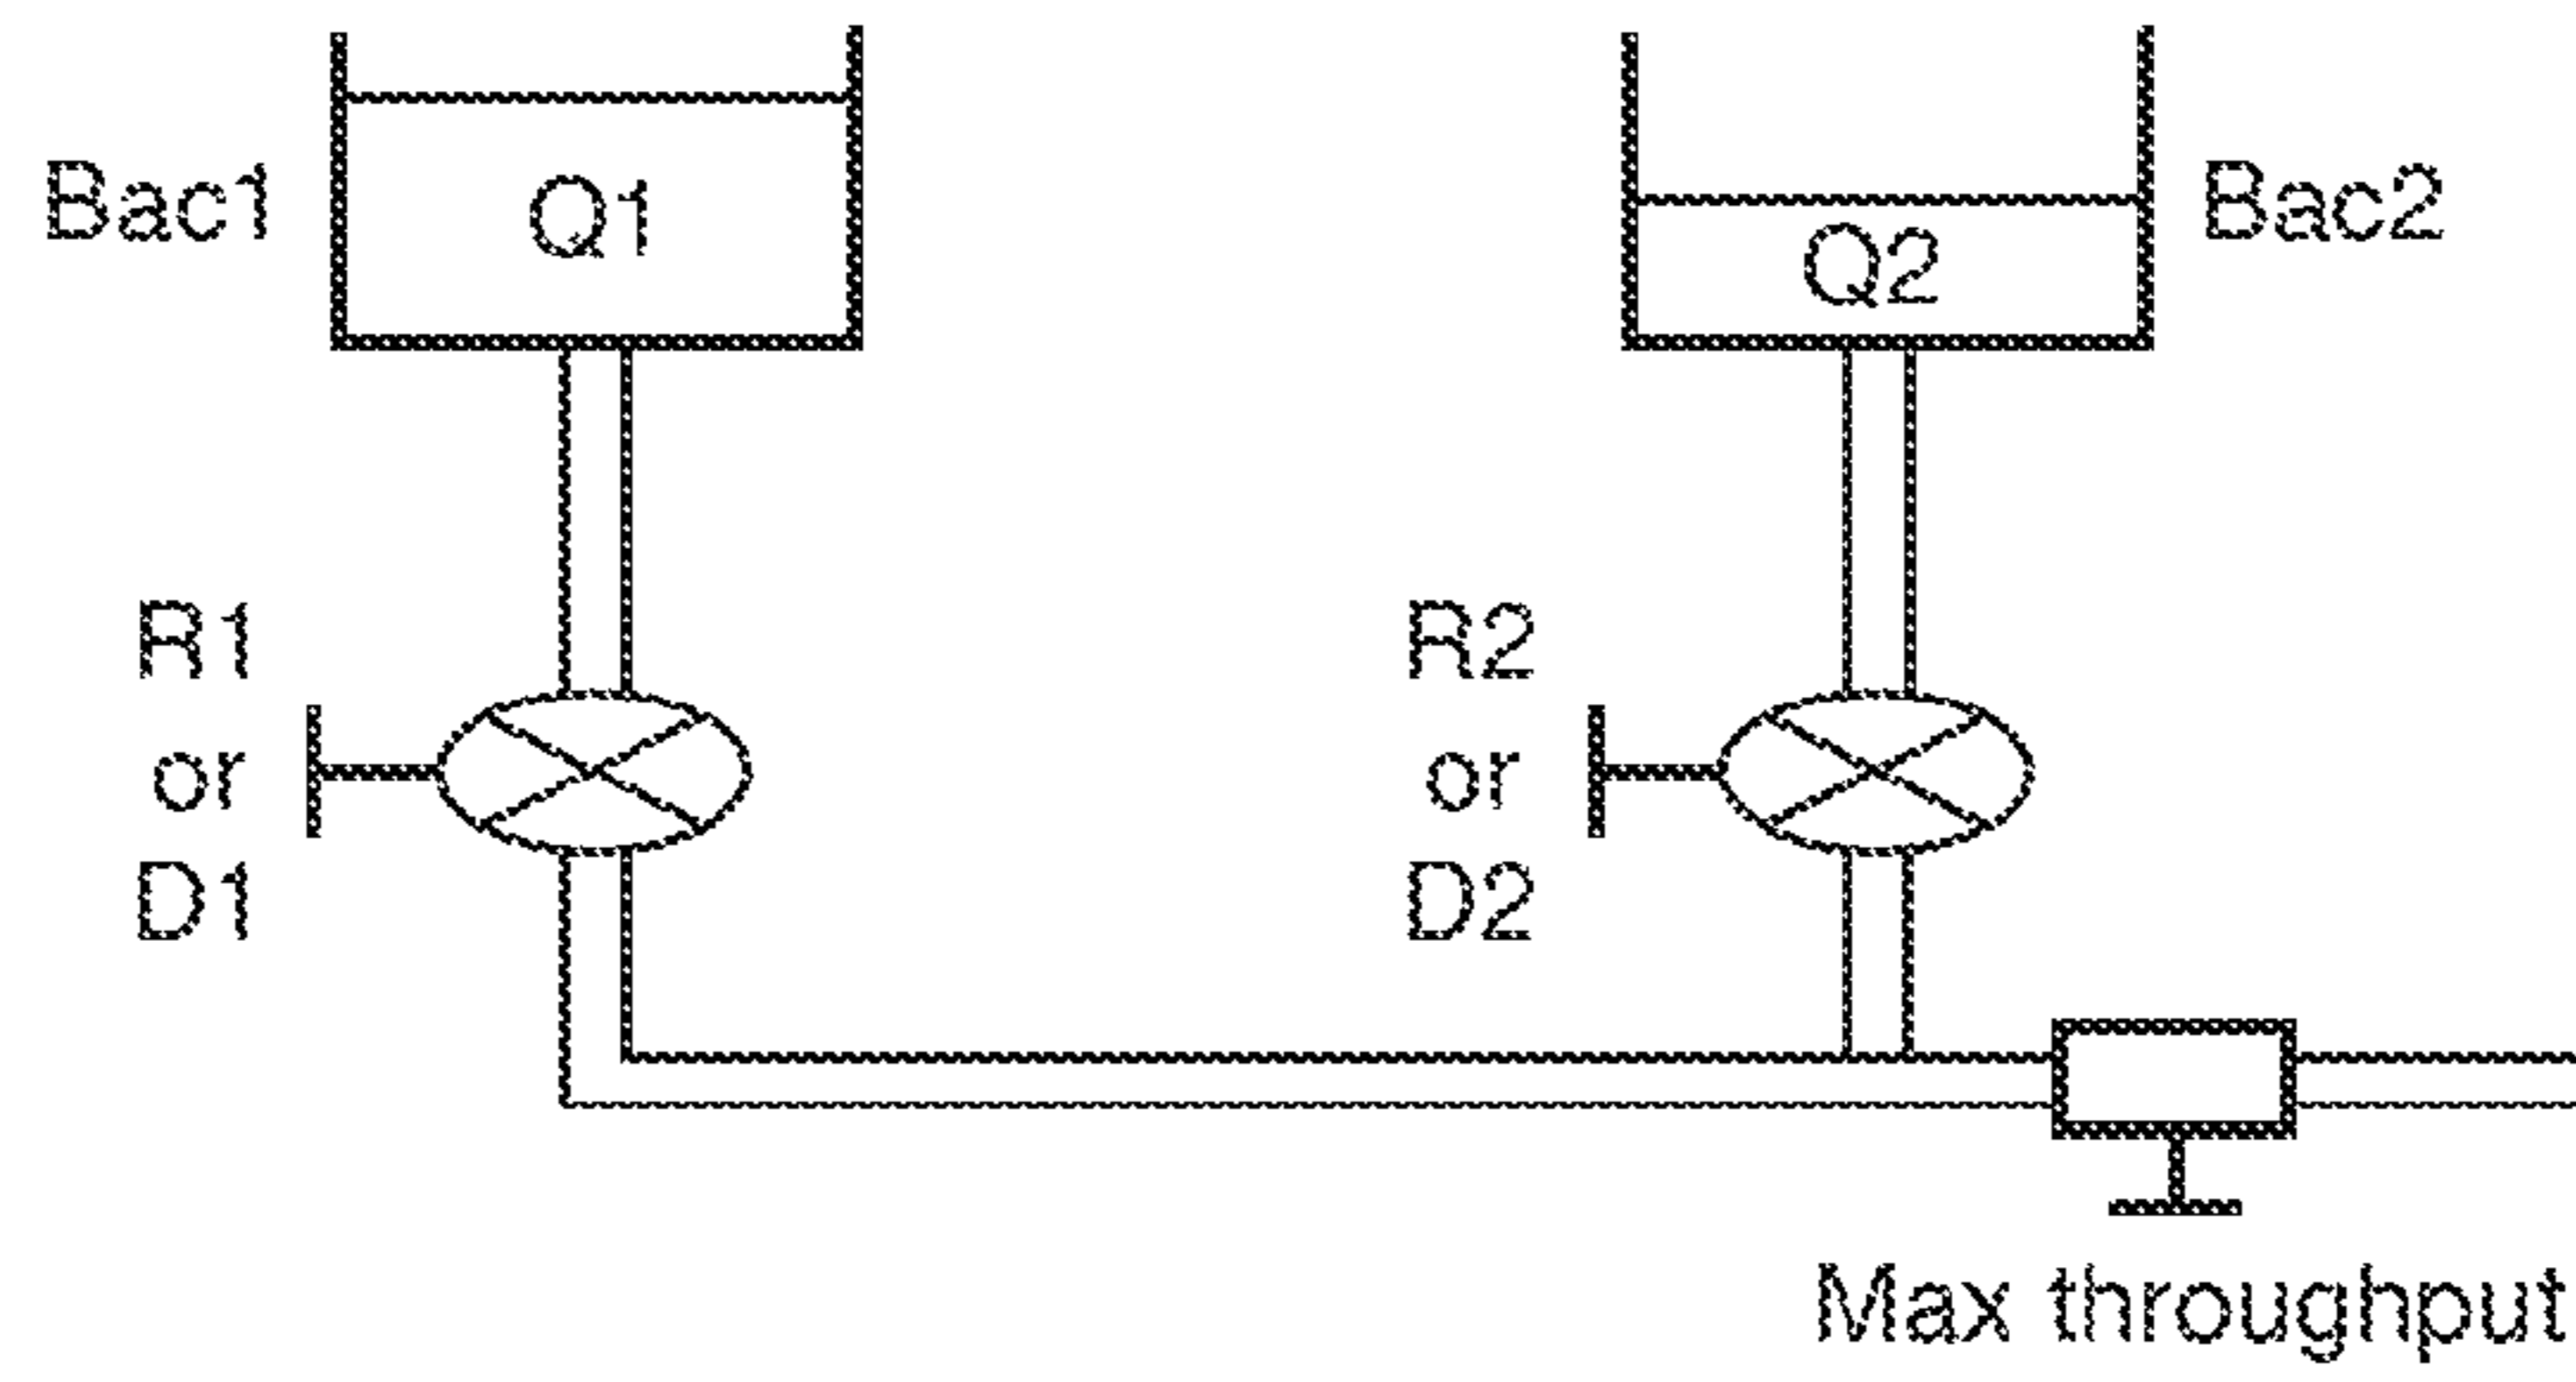 Bac1
Q1
Q2
Bac2
R1
or
D1
R2
or
D2
Max throughput